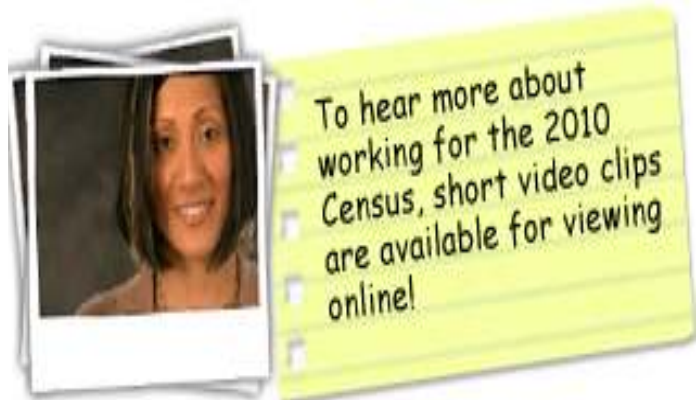 To hear more about
working for the 2010
Census, short video clips
are available for viewing
online!